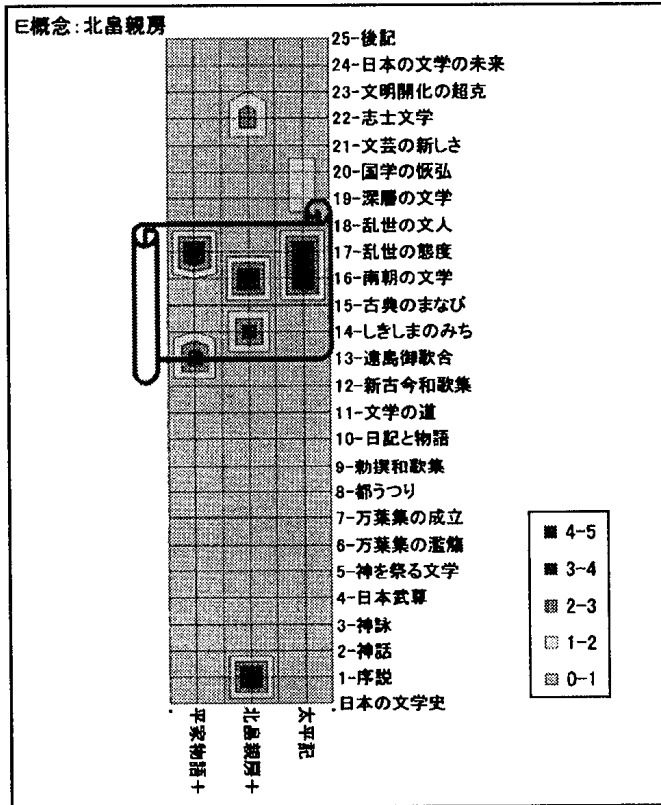 E概念:北畠親房
25-後記
24-日本の文学の未来
23-文明開化の超克
22-志士文学
21-文芸の新しさ
20-国学の恢弘
19-深層の文学
18-乱世の文人
17-乱世の態度
16-南朝の文学
15-古典のまなび
14-しきしまのみち
13-遠島御歌合
12-新古今和歌集
11-文学の道
10-日記と物語
9-勅撰和歌集
8-都うつり
7-万葉集の成立
6-万葉集の濫觴
5-神を祭る文学
4-日本武尊
3-神詠
2-神話
1-序説
日本の文学史
平家物語+
北畠親房+
太平記
4-5
3-4
2-3
1-2
0-1